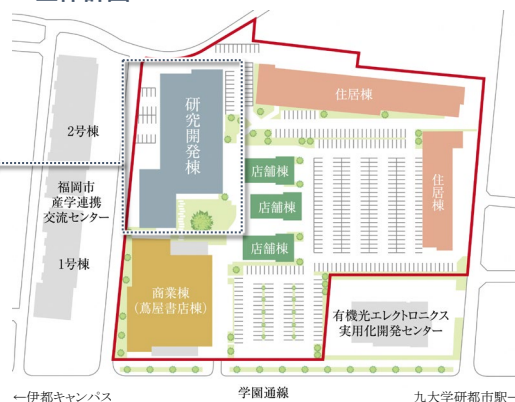 2号棟
福岡市
産学連携
交流センター
1号棟
研究開発棟
住居棟
住居棟
店舗棟
店舗棟
店舗棟
商業棟
(蔦屋書店棟)
有機光エレクトロニクス
実用化開発センター
←伊都キャンパス
学園通線
九大学研都市駅